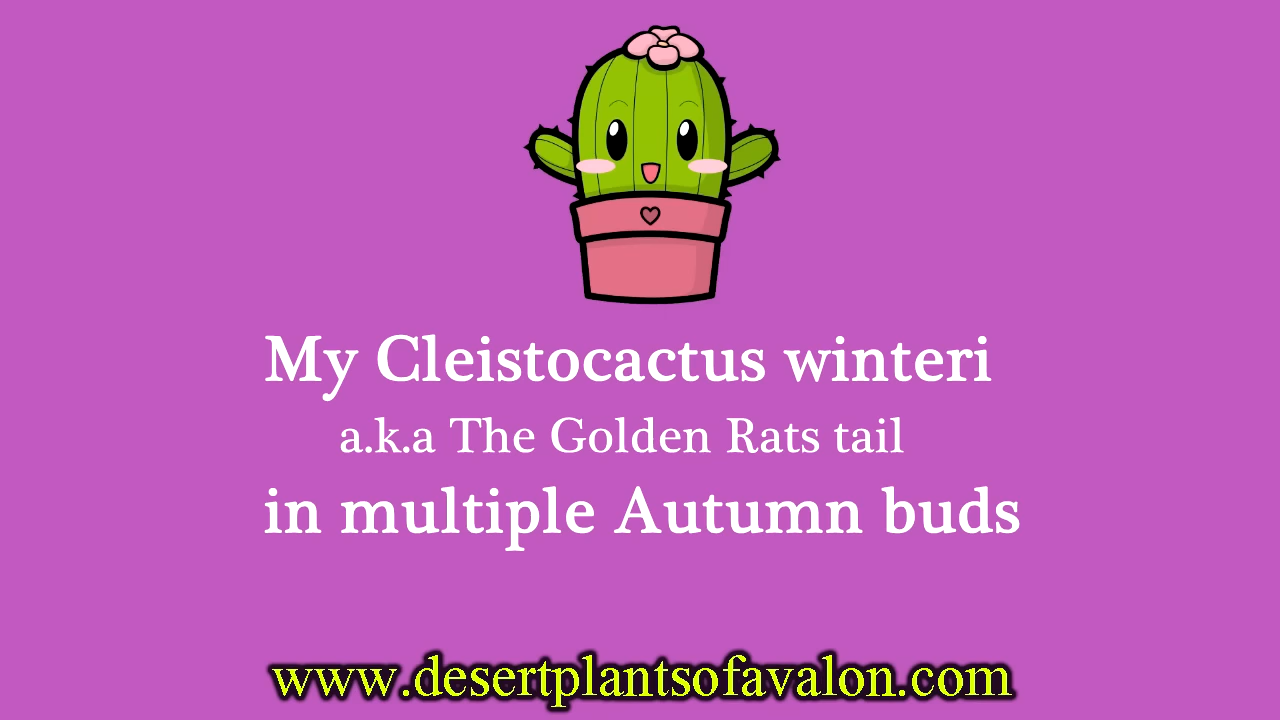 My Cleistocactus winteri
a.k.a The Golden Rats tail
in multiple Autumn buds
www.desertplantsofavalon.com